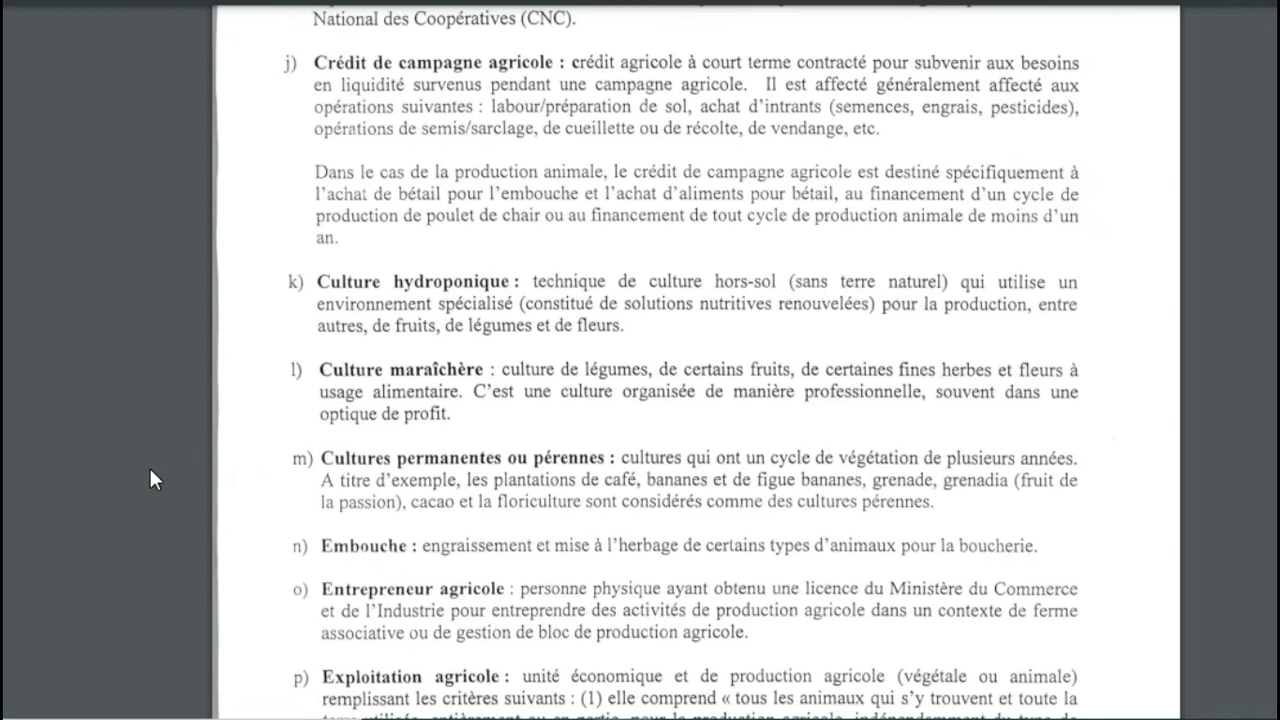 National des Coopératives (CNC).
j) Crédit de campagne agricole : crédit agricole à court terme contracté pour subvenir aux besoins
en liquidité survenus pendant une campagne agricole. Il est affecté généralement affecté aux
opérations suivantes : labour/préparation de sol, achat d'intrants (semences, engrais, pesticides),
opérations de semis/sarclage, de cueillette ou de récolte, de vendange, etc.
Dans le cas de la production animale, le crédit de campagne agricole est destiné spécifiquement à
l'achat de bétail pour l'embouche et l'achat d'aliments pour bétail, au financement d'un cycle de
production de poulet de chair ou au financement de tout cycle de production animale de moins d'un
an.
k) Culture hydroponique : technique de culture hors-sol (sans terre naturel) qui utilise un
environnement spécialisé (constitué de solutions nutritives renouvelées) pour la production, entre
autres, de fruits, de légumes et de fleurs.
l) Culture maraîchère : culture de légumes, de certains fruits, de certaines fines herbes et fleurs à
usage alimentaire. C'est une culture organisée de manière professionnelle, souvent dans une
optique de profit.
m) Cultures permanentes ou pérennes : cultures qui ont un cycle de végétation de plusieurs années.
A titre d'exemple, les plantations de café, bananes et de figue bananes, grenade, grenadia (fruit de
la passion), cacao et la floriculture sont considérés comme des cultures pérennes.
n) Embouche : engraissement et mise à l'herbage de certains types d'animaux pour la boucherie.
o) Entrepreneur agricole : personne physique ayant obtenu une licence du Ministère du Commerce
et de l'Industrie pour entreprendre des activités de production agricole dans un contexte de ferme
associative ou de gestion de bloc de production agricole.
p) Exploitation agricole : unité économique et de production agricole (végétale ou animale)
remplissant les critères suivants : (1) elle comprend « tous les animaux qui s'y trouvent et toute la